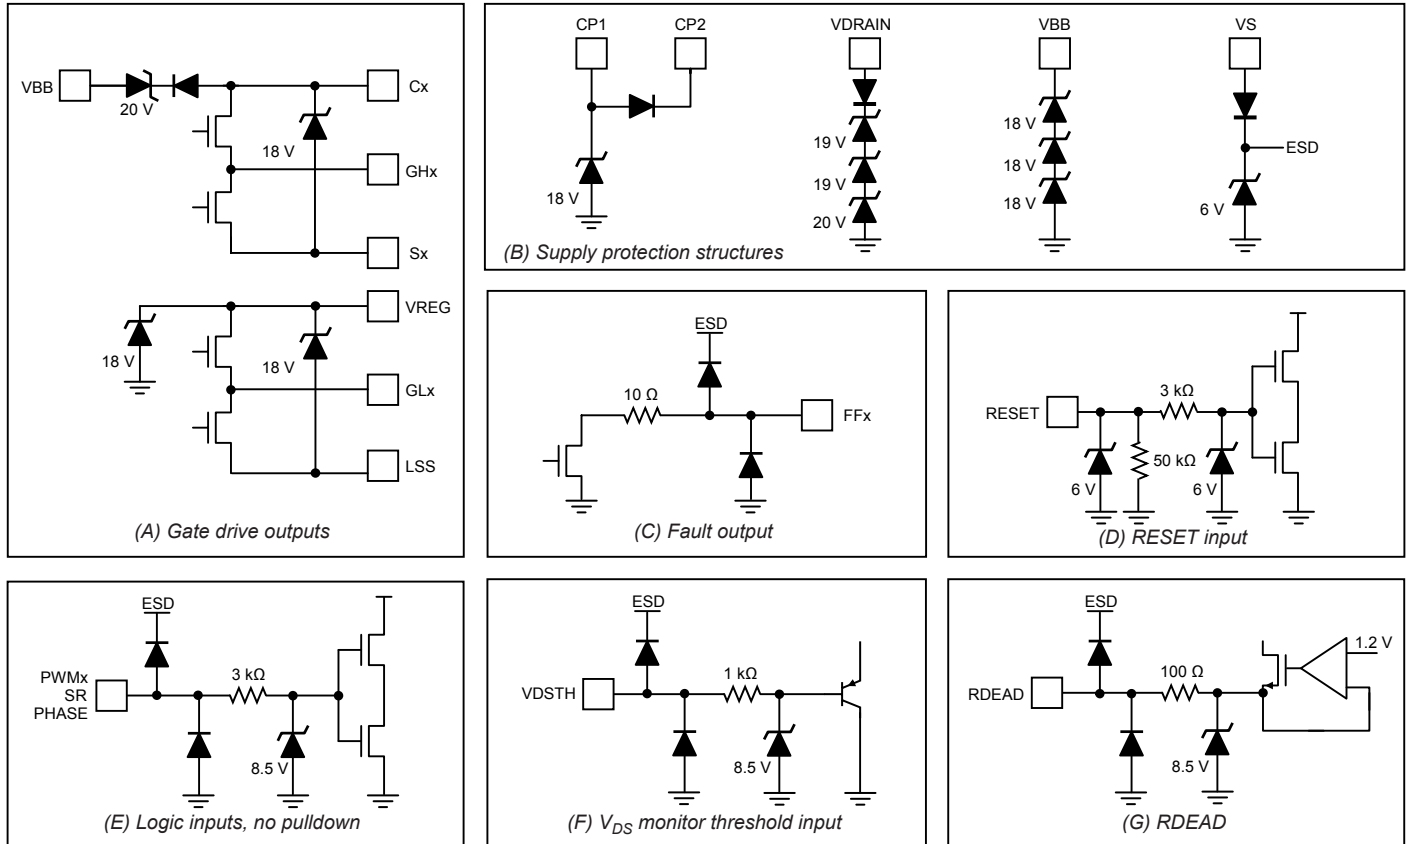 VBB
20 V
18 V
Cx
GHx
Sx
VREG
18 V
18 V
GLx
LSS
(A) Gate drive outputs
CP1
CP2
18 V
VDRAIN
19 V
19 V
20 V
VBB
18 V
18 V
18 V
VS
ESD
6 V
(B) Supply protection structures
ESD
10 Ω
FFx
(C) Fault output
RESET
3 kΩ
50 kΩ
6 V
6 V
(D) RESET input
ESD
PWMx
SR
PHASE
3 kΩ
8.5 V
(E) Logic inputs, no pulldown
ESD
VDSTH
1 kΩ
8.5 V
(F) VDS monitor threshold input
ESD
1.2 V
RDEAD
100 Ω
8.5 V
(G) RDEAD